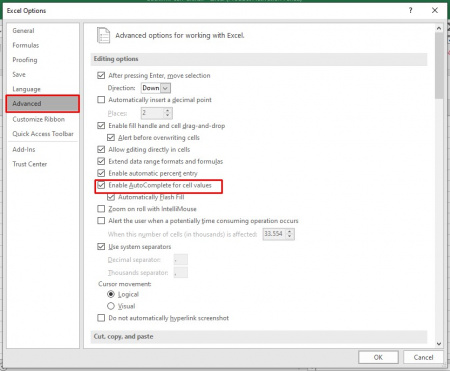 Excel Options
?
×
General
Formulas
Proofing
Save
Language
Advanced
Customize Ribbon
Quick Access Toolbar
Add-Ins
Trust Center
Advanced options for working with Excel.
Editing options
After pressing Enter, move selection
Direction: Down
Automatically insert a decimal point
Places: 2
Enable fill handle and cell drag-and-drop
Alert before overwriting cells
Allow editing directly in cells
Extend data range formats and formulas
Enable automatic percent entry
Enable AutoComplete for cell values
Automatically Flash Fill
Zoom on roll with IntelliMouse
Alert the user when a potentially time consuming operation occurs
When this number of cells (in thousands) is affected: 33.554
Use system separators
Decimal separator: .
Thousands separator:
Cursor movement:
Logical
Visual
Do not automatically hyperlink screenshot
Cut, copy, and paste
OK
Cancel